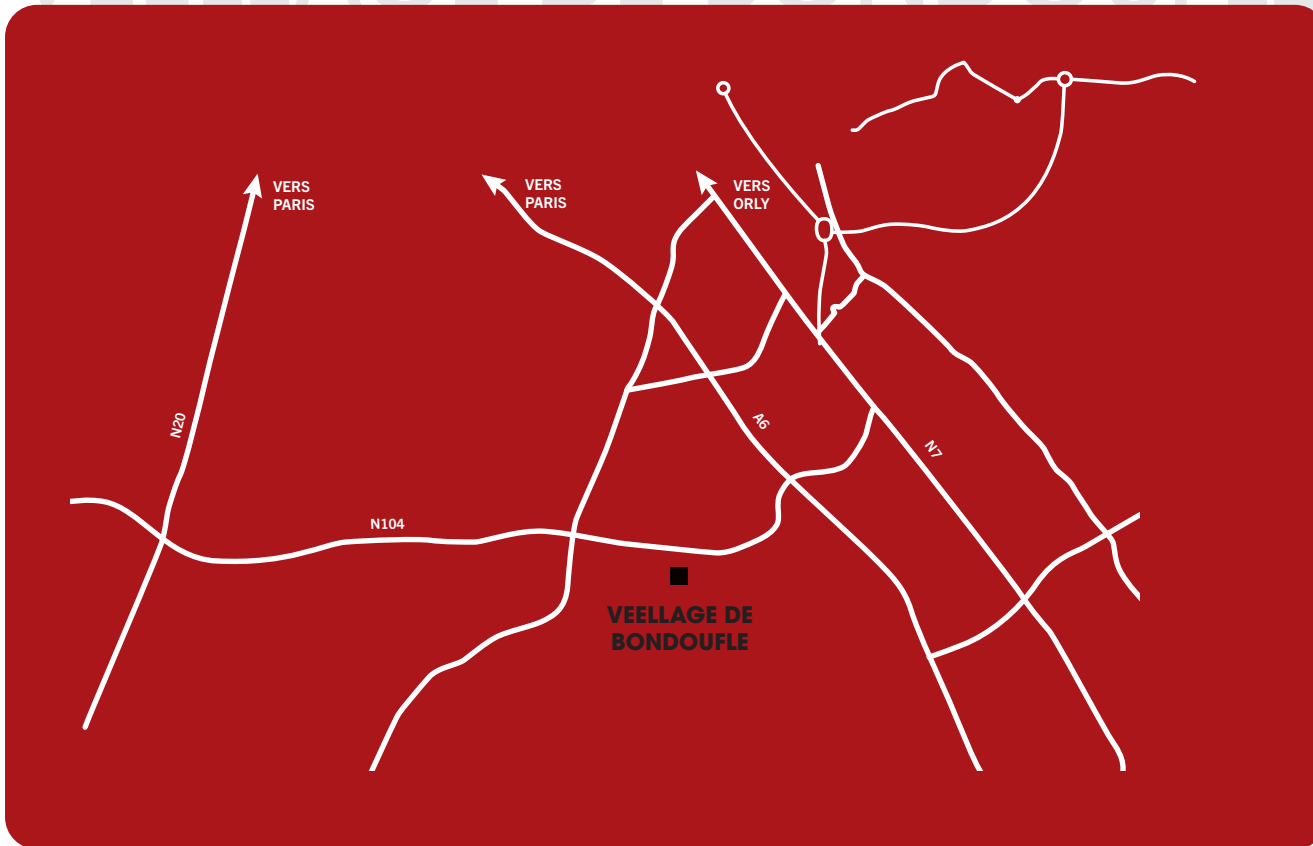 VERS
PARIS
VERS
PARIS
VERS
ORLY
N20
A6
N7
N104
VEELLAGE DE
BONDOUFLE